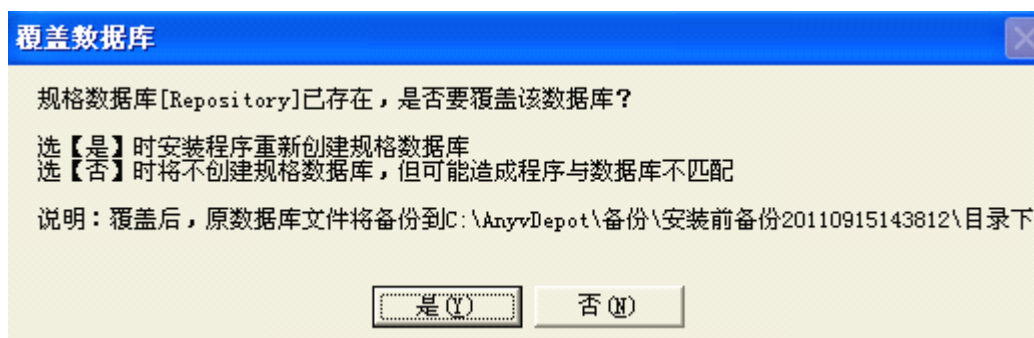 覆盖数据库
规格数据库[Repository]已存在，是否要覆盖该数据库？
选【是】时安装程序重新创建规格数据库
选【否】时将不创建规格数据库，但可能造成程序与数据库不匹配
说明：覆盖后，原数据库文件将备份到C:\AnyvDepot\备份\安装前备份20110915143812\目录下
是(Y) 否(N)